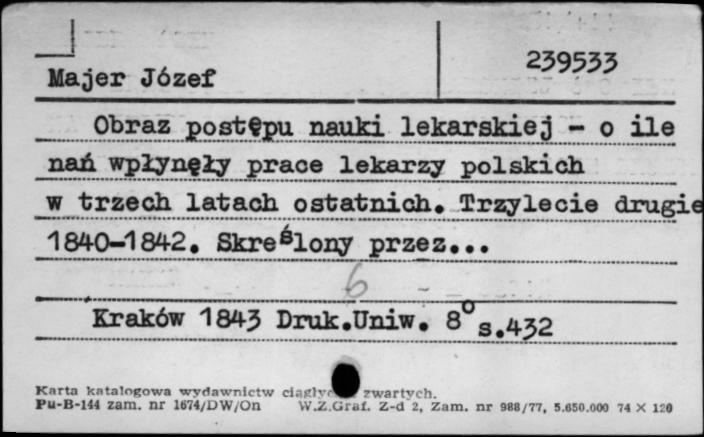 239533
Majer Józef
Obraz postępu nauki lekarskiej - o ile
nań wpłynęły prace lekarzy polskich
w trzech latach ostatnich. Trzylecie drugie
1840-1842. Skreślony przez...
6
Kraków 1843 Druk.Uniw. 8° s.432
Karta katalogowa wydawnictw zwartych.
Pu-B-144 zam. nr 1674/DW/On W.Z.Graf. Z-d 2, Zam. nr 988/77, 5.650.000 74 X 120